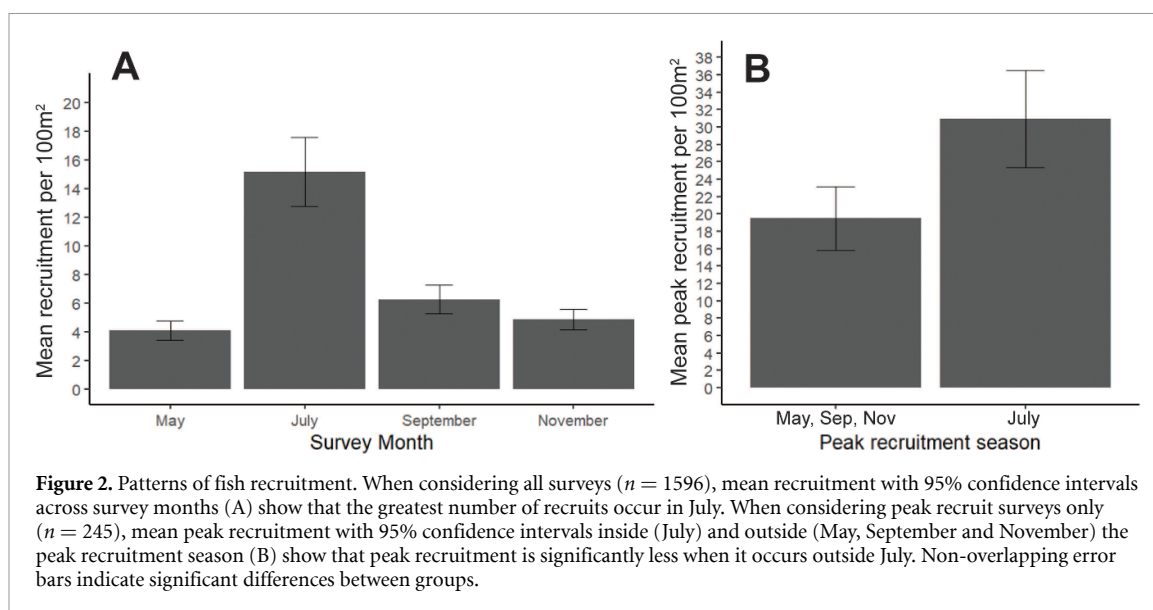 A
Mean recruitment per 100m²
20
18
16
14
12
10
8
6
4
2
0
May
July
September
November
Survey Month
B
Mean peak recruitment per 100m²
38
36
34
32
30
28
26
24
22
20
18
16
14
12
10
8
6
4
2
0
May, Sep, Nov
July
Peak recruitment season
Figure 2. Patterns of fish recruitment. When considering all surveys (n = 1596), mean recruitment with 95% confidence intervals
across survey months (A) show that the greatest number of recruits occur in July. When considering peak recruit surveys only
(n = 245), mean peak recruitment with 95% confidence intervals inside (July) and outside (May, September and November) the
peak recruitment season (B) show that peak recruitment is significantly less when it occurs outside July. Non-overlapping error
bars indicate significant differences between groups.